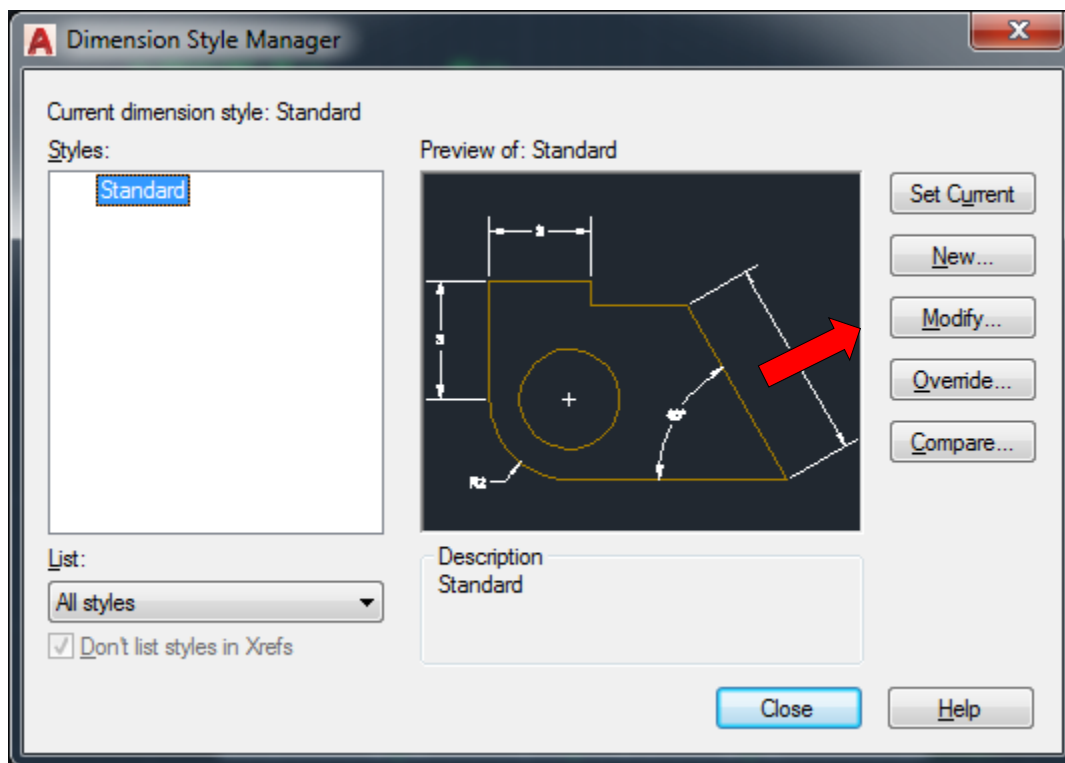 Dimension Style Manager
Current dimension style: Standard
Styles:
Standard
Preview of: Standard
R2
Set Current
New...
Modify...
Override...
Compare...
List:
All styles
Don't list styles in Xrefs
Description
Standard
Close
Help